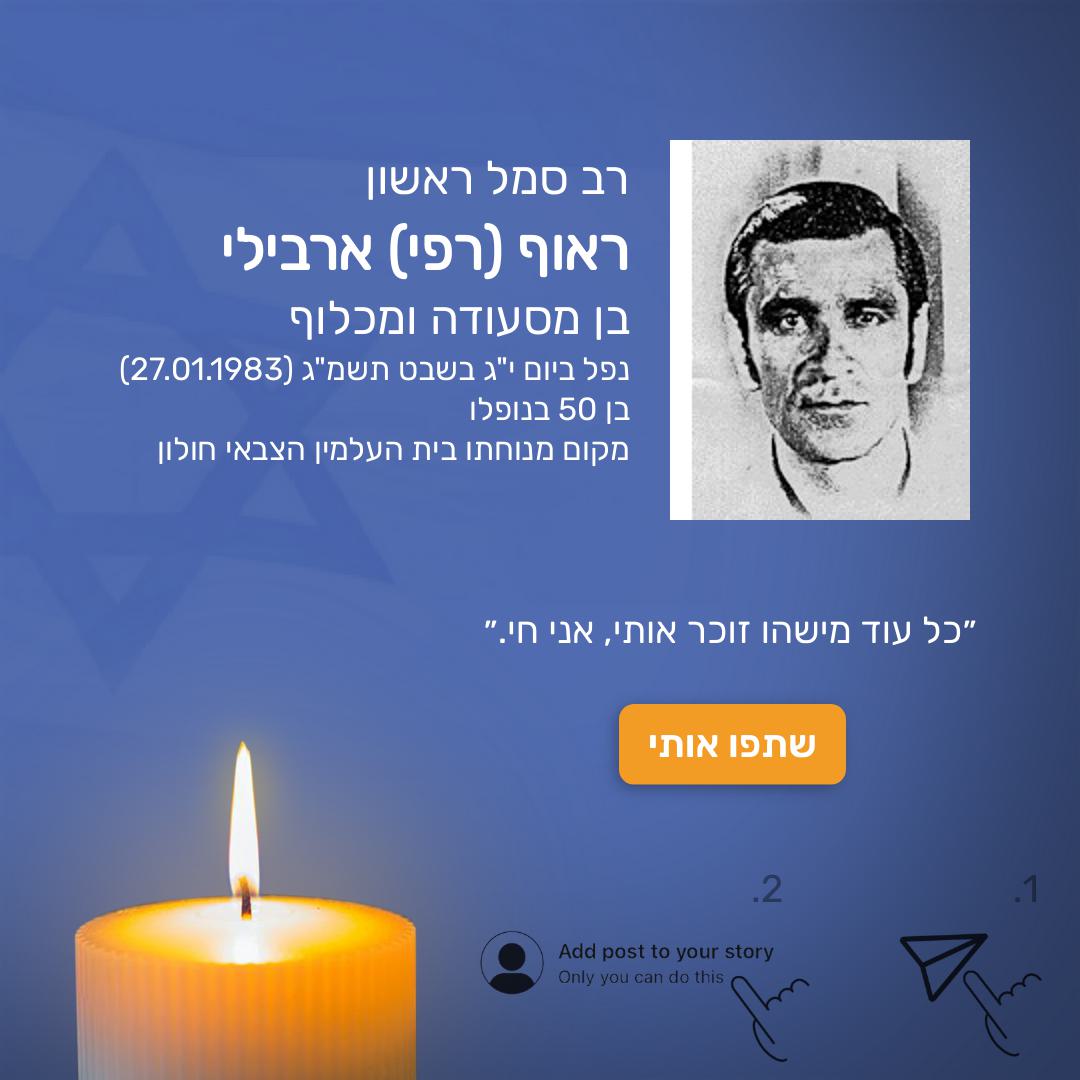 רב סמל ראשון
ראוף (רפי) ארבילי
בן מסעודה ומכלוף
נפל ביום י"ג בשבט תשמ"ג (27.01.1983)
בן 50 בנופלו
מקום מנוחתו בית העלמין הצבאי חולון
״כל עוד מישהו זוכר אותי, אני חי.״
שתפו אותי
1.
2.
Add post to your story
Only you can do this